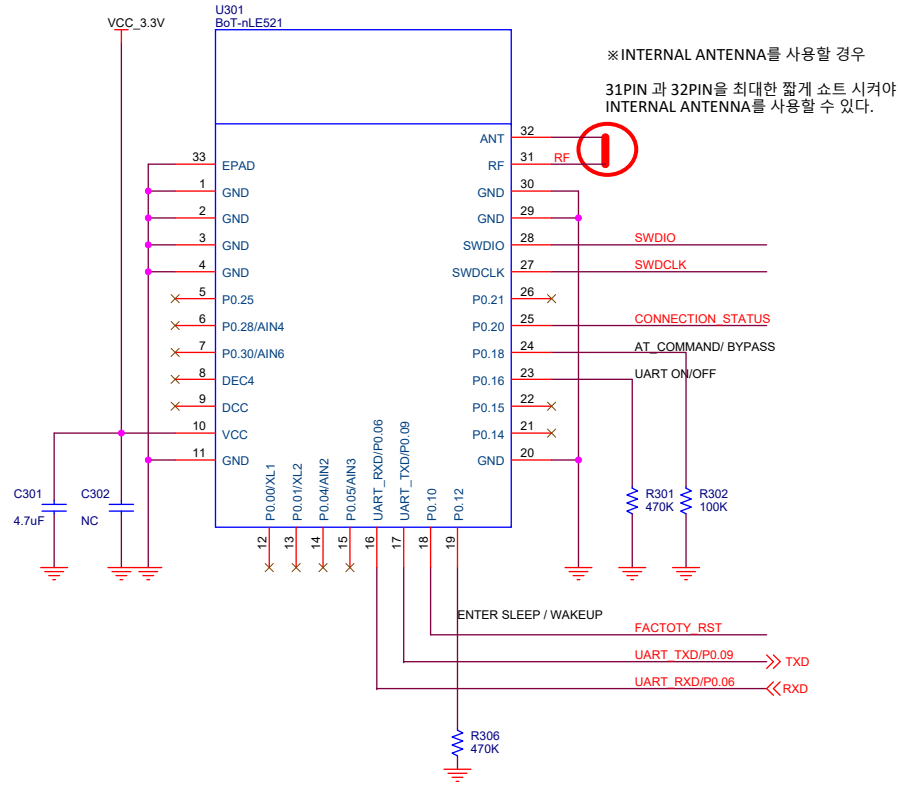 U301
BoT-nLE521
VCC_3.3V
※INTERNAL ANTENNA를 사용할 경우
31PIN 과 32PIN을 최대한 짧게 쇼트 시켜야
INTERNAL ANTENNA를 사용할 수 있다.
ANT 32
33 EPAD
RF 31 RF
1 GND
GND 30
2 GND
GND 29
3 GND
SWDIO 28 SWDIO
4 GND
SWDCLK 27 SWDCLK
5 P0.25
P0.21 26
6 P0.28/AIN4
P0.20 25 CONNECTION_STATUS
7 P0.30/AIN6
P0.18 24 AT_COMMAND/ BYPASS
8 DEC4
P0.16 23 UART ON/OFF
9 DCC
P0.15 22
10 VCC
P0.14 21
11 GND
GND 20
P0.00/XL1
P0.01/XL2
P0.04/AIN2
P0.05/AIN3
UART_RXD/P0.06
UART_TXD/P0.09
P0.10
P0.12
12
13
14
15
16
17
18
19
C301
4.7uF
C302
NC
R301
470K
R302
100K
ENTER SLEEP / WAKEUP
FACTOTY_RST
UART_TXD/P0.09 TXD
UART_RXD/P0.06 RXD
R306
470K